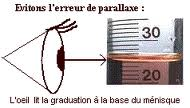 Evitons l'erreur de parallaxe :
30
20
L'oeil lit la graduation à la base du ménisque